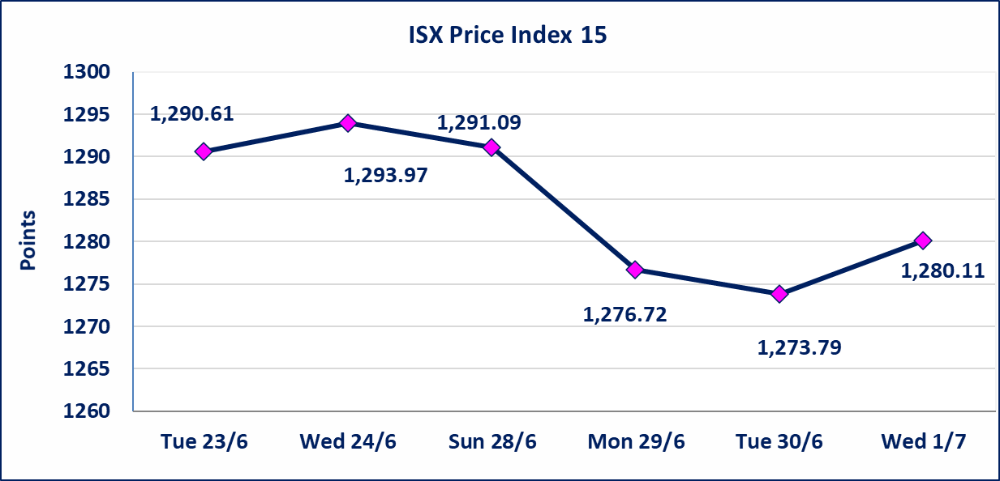 ISX Price Index 15
1300
1295
1290
1285
1280
1275
1270
1265
1260
Points
1,290.61
1,293.97
1,291.09
1,276.72
1,273.79
1,280.11
Tue 23/6
Wed 24/6
Sun 28/6
Mon 29/6
Tue 30/6
Wed 1/7